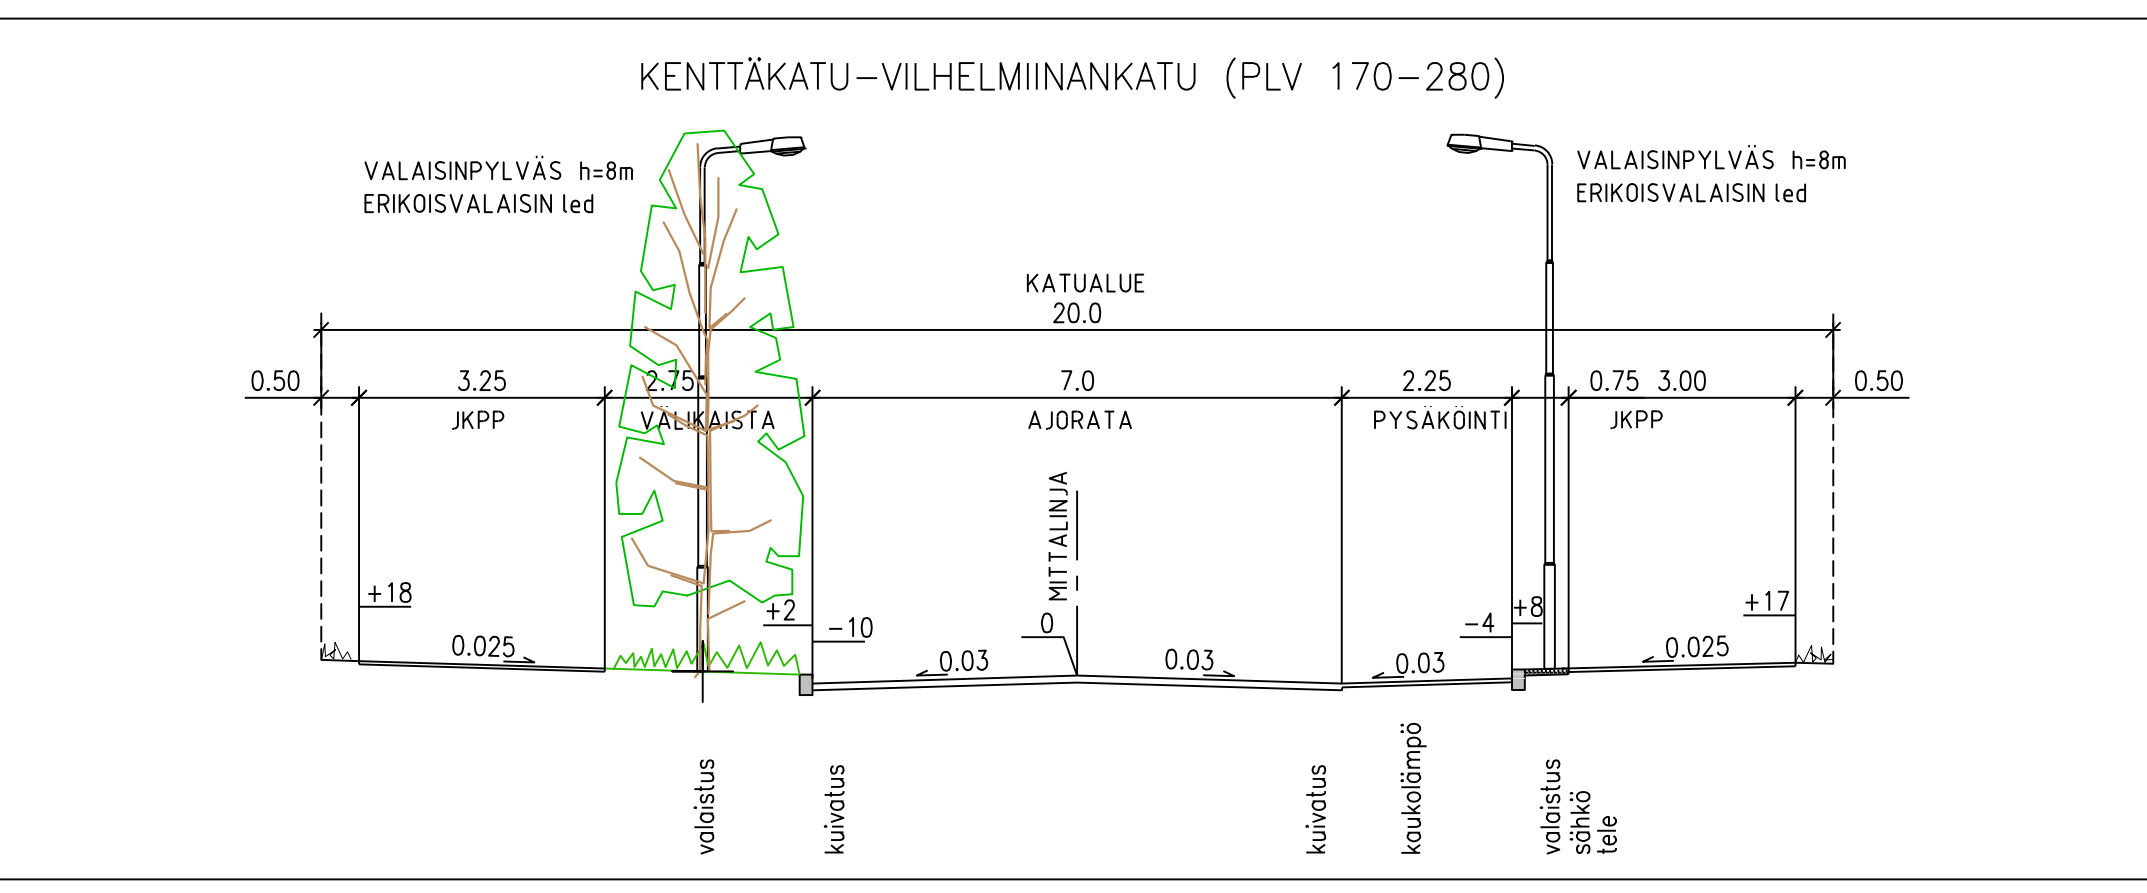 KENTTÄKATU-VILHELMIINANKATU (PLV 170-280)
VALAISINPYLVÄS h=8m
ERIKOISVALAISIN led
VALAISINPYLVÄS h=8m
ERIKOISVALAISIN led
KATUALUE
20.0
0.50 3.25 2.75 7.0 2.25 0.75 3.00 0.50
JKPP VÄLIKAISTA AJORATA PYSÄKÖINTI JKPP
MITTALINJA
+18 +2 -10 0 -4 +8 +17
0.025 0.03 0.03 0.03 0.025
valaistus
kuivatus
kuivatus
kaukolämpö
valaistus
sähkö
tele